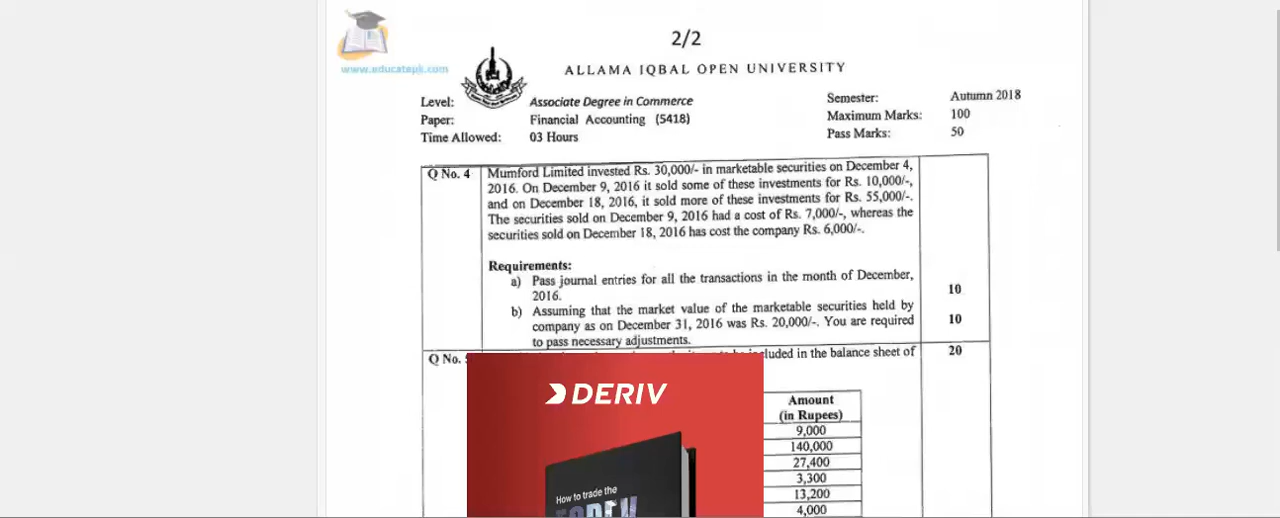 2/2
www.educatepk.com
ALLAMA IQBAL OPEN UNIVERSITY
Level: Associate Degree in Commerce Semester: Autumn 2018
Paper: Financial Accounting (5418) Maximum Marks: 100
Time Allowed: 03 Hours Pass Marks: 50
Q No. 4 Mumford Limited invested Rs. 30,000/- in marketable securities on December 4,
2016. On December 9, 2016 it sold some of these investments for Rs. 10,000/-,
and on December 18, 2016, it sold more of these investments for Rs. 55,000/-.
The securities sold on December 9, 2016 had a cost of Rs. 7,000/-, whereas the
securities sold on December 18, 2016 has cost the company Rs. 6,000/-.
Requirements:
a) Pass journal entries for all the transactions in the month of December,
2016. 10
b) Assuming that the market value of the marketable securities held by
company as on December 31, 2016 was Rs. 20,000/-. You are required 10
to pass necessary adjustments.
Q No. included in the balance sheet of 20
DERIV
How to trade the
Amount
(in Rupees)
9,000
140,000
27,400
3,300
13,200
4,000